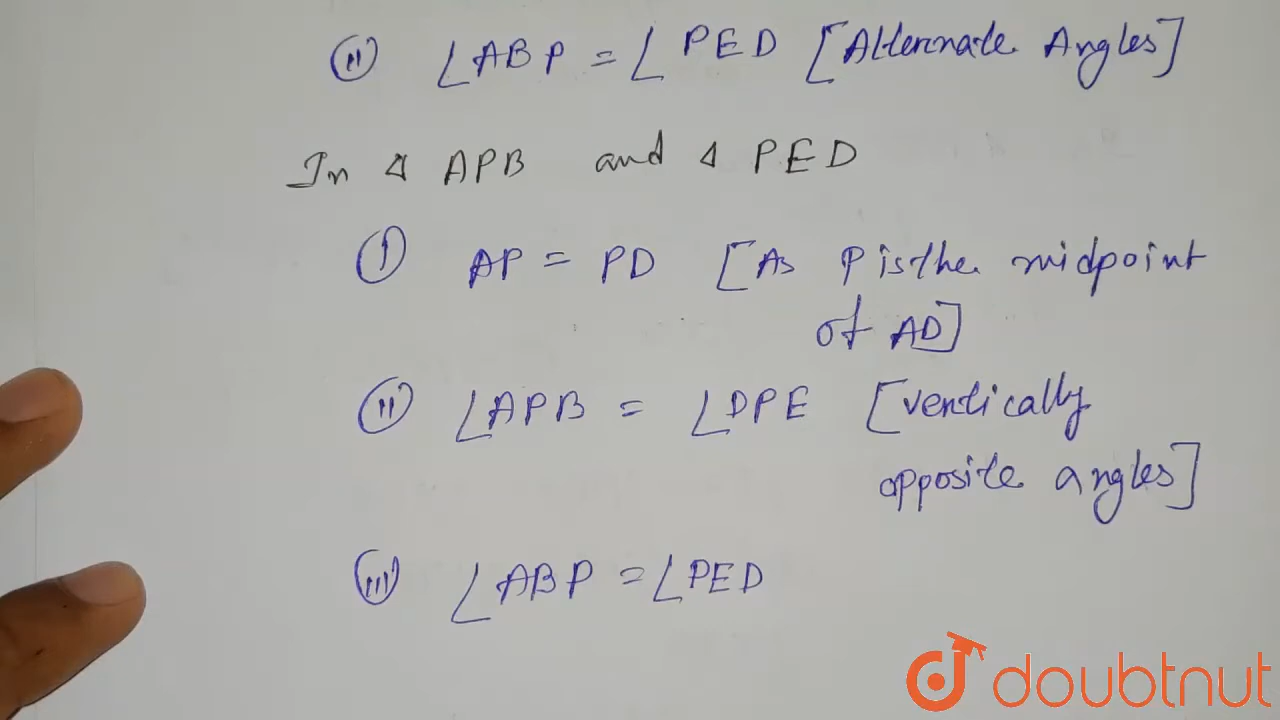 (ii) ∠ABP = ∠PED [Alternate Angles]
In Δ APB and Δ PED
(i) AP = PD [As P is the midpoint
of AD]
(ii) ∠APB = ∠DPE [vertically
opposite angles]
(iii) ∠ABP = ∠PED
doubtnut